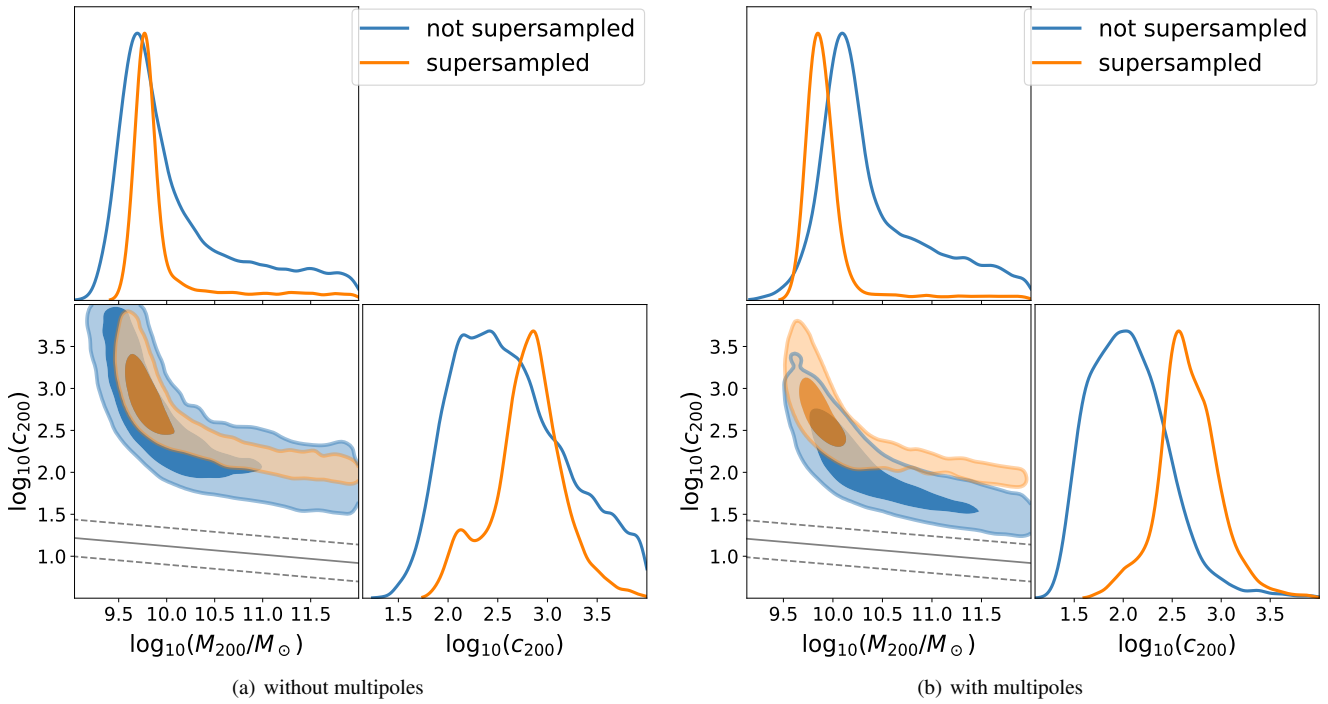 not supersampled
supersampled
not supersampled
supersampled
3.5
3.0
2.5
2.0
1.5
1.0
log₁₀(c₂₀₀)
9.5 10.0 10.5 11.0 11.5
log₁₀(M₂₀₀/M⊙)
1.5 2.0 2.5 3.0 3.5
log₁₀(c₂₀₀)
3.5
3.0
2.5
2.0
1.5
1.0
log₁₀(c₂₀₀)
9.5 10.0 10.5 11.0 11.5
log₁₀(M₂₀₀/M⊙)
1.5 2.0 2.5 3.0 3.5
log₁₀(c₂₀₀)
(a) without multipoles
(b) with multipoles